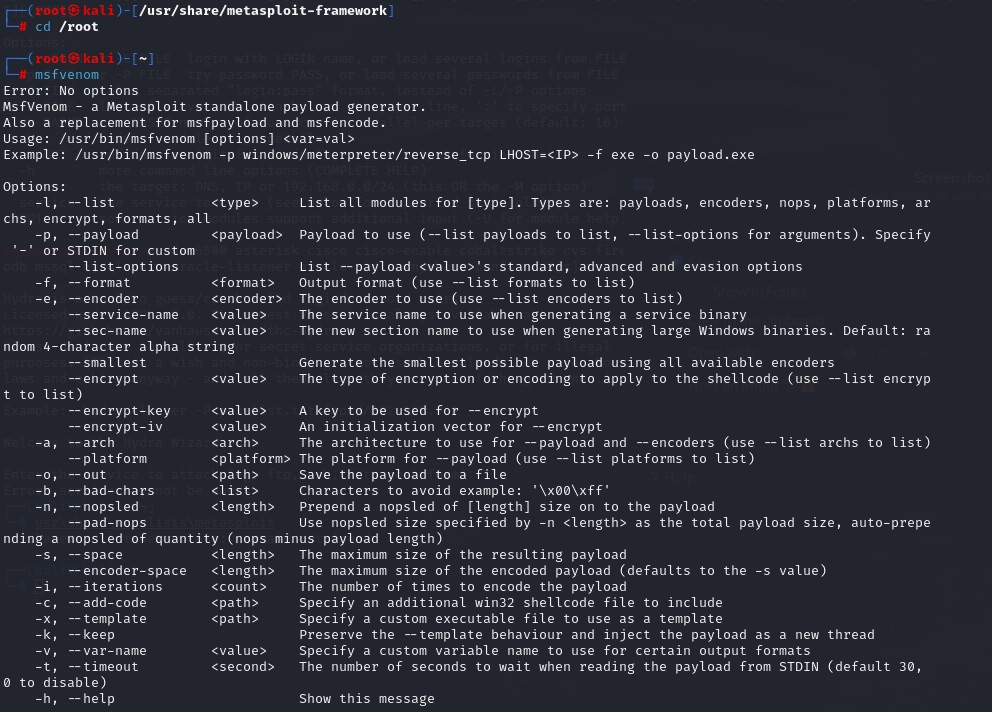 ┌──(root㉿kali)-[/usr/share/metasploit-framework]
└─# cd /root
┌──(root㉿kali)-[~]
└─# msfvenom
Error: No options
MsfVenom - a Metasploit standalone payload generator.
Also a replacement for msfpayload and msfencode.
Usage: /usr/bin/msfvenom [options] <var=val>
Example: /usr/bin/msfvenom -p windows/meterpreter/reverse_tcp LHOST=<IP> -f exe -o payload.exe
Options:
-l, --list <type> List all modules for [type]. Types are: payloads, encoders, nops, platforms, ar
chs, encrypt, formats, all
-p, --payload <payload> Payload to use (--list payloads to list, --list-options for arguments). Specify
'-' or STDIN for custom
--list-options List --payload <value>'s standard, advanced and evasion options
-f, --format <format> Output format (use --list formats to list)
-e, --encoder <encoder> The encoder to use (use --list encoders to list)
--service-name <value> The service name to use when generating a service binary
--sec-name <value> The new section name to use when generating large Windows binaries. Default: ra
ndom 4-character alpha string
--smallest Generate the smallest possible payload using all available encoders
--encrypt <value> The type of encryption or encoding to apply to the shellcode (use --list encryp
t to list)
--encrypt-key <value> A key to be used for --encrypt
--encrypt-iv <value> An initialization vector for --encrypt
-a, --arch <arch> The architecture to use for --payload and --encoders (use --list archs to list)
--platform <platform> The platform for --payload (use --list platforms to list)
-o, --out <path> Save the payload to a file
-b, --bad-chars <list> Characters to avoid example: '\x00\xff'
-n, --nopsled <length> Prepend a nopsled of [length] size on to the payload
--pad-nops Use nopsled size specified by -n <length> as the total payload size, auto-prepe
nding a nopsled of quantity (nops minus payload length)
-s, --space <length> The maximum size of the resulting payload
--encoder-space <length> The maximum size of the encoded payload (defaults to the -s value)
-i, --iterations <count> The number of times to encode the payload
-c, --add-code <path> Specify an additional win32 shellcode file to include
-x, --template <path> Specify a custom executable file to use as a template
-k, --keep Preserve the --template behaviour and inject the payload as a new thread
-v, --var-name <value> Specify a custom variable name to use for certain output formats
-t, --timeout <second> The number of seconds to wait when reading the payload from STDIN (default 30,
0 to disable)
-h, --help Show this message